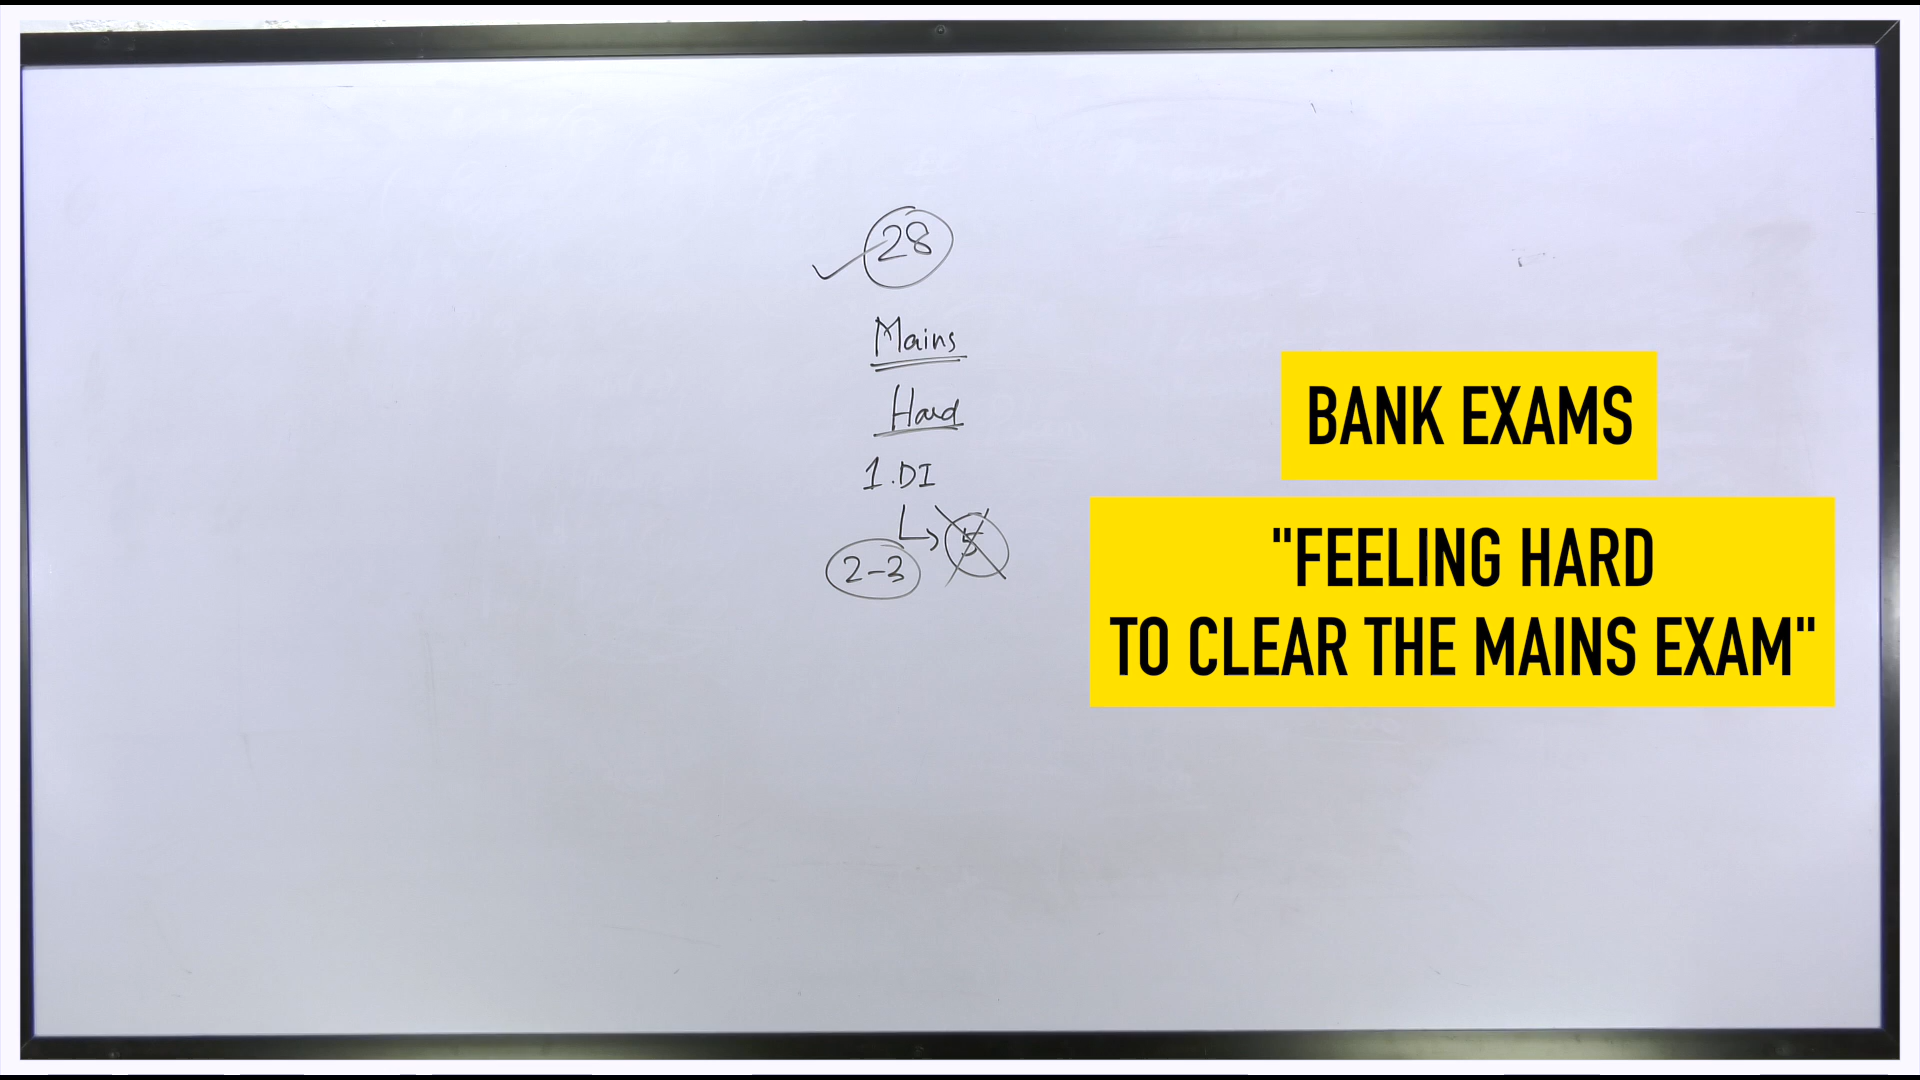 28
Mains
Hard
1. DI
5
2-3
BANK EXAMS
"FEELING HARD
TO CLEAR THE MAINS EXAM"